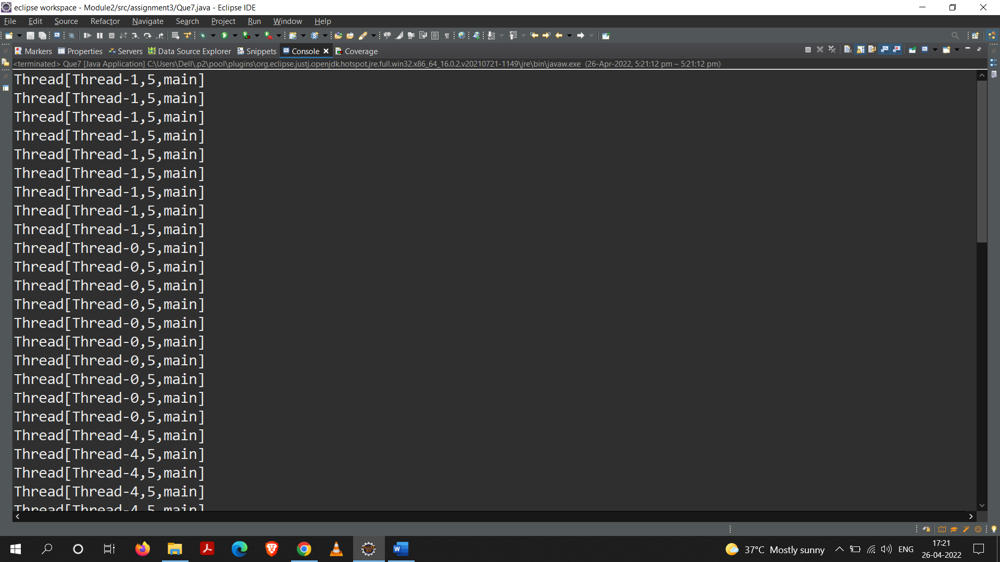 eclipse workspace - Module2/src/assignment3/Que7.java - Eclipse IDE
File Edit Source Refactor Navigate Search Project Run Window Help
Markers Properties Servers Data Source Explorer Snippets Console Coverage
<terminated> Que7 [Java Application] C:\Users\Dell\.p2\pool\plugins\org.eclipse.justj.openjdk.hotspot.jre.full.win32.x86_64_16.0.2.v20210721-1149\jre\bin\javaw.exe (26-Apr-2022, 5:21:12 pm – 5:21:12 pm)
Thread[Thread-1,5,main]
Thread[Thread-1,5,main]
Thread[Thread-1,5,main]
Thread[Thread-1,5,main]
Thread[Thread-1,5,main]
Thread[Thread-1,5,main]
Thread[Thread-1,5,main]
Thread[Thread-1,5,main]
Thread[Thread-1,5,main]
Thread[Thread-0,5,main]
Thread[Thread-0,5,main]
Thread[Thread-0,5,main]
Thread[Thread-0,5,main]
Thread[Thread-0,5,main]
Thread[Thread-0,5,main]
Thread[Thread-0,5,main]
Thread[Thread-0,5,main]
Thread[Thread-0,5,main]
Thread[Thread-0,5,main]
Thread[Thread-4,5,main]
Thread[Thread-4,5,main]
Thread[Thread-4,5,main]
Thread[Thread-4,5,main]
Thread[Thread-4,5,main]
37°C Mostly sunny ENG 17:21
26-04-2022